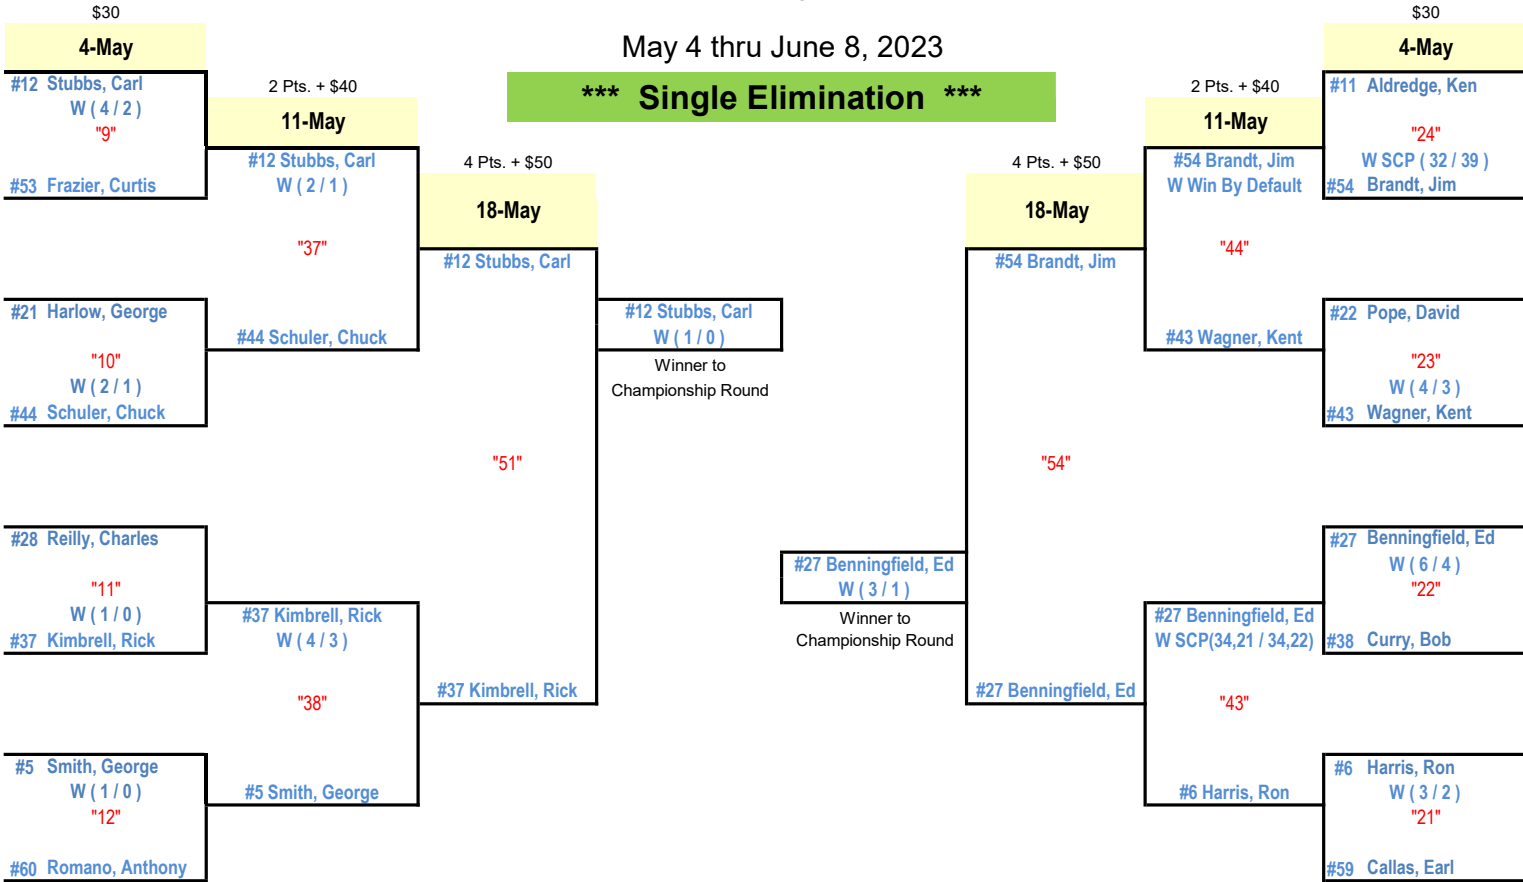 $30
$30
4-May
May 4 thru June 8, 2023
4-May
#12 Stubbs, Carl
W ( 4 / 2 )
"9"
#53 Frazier, Curtis
2 Pts. + $40
11-May
*** Single Elimination ***
2 Pts. + $40
11-May
#11 Aldredge, Ken
"24"
W SCP ( 32 / 39 )
#54 Brandt, Jim
#12 Stubbs, Carl
W ( 2 / 1 )
"37"
#44 Schuler, Chuck
4 Pts. + $50
18-May
#12 Stubbs, Carl
4 Pts. + $50
18-May
#54 Brandt, Jim
#54 Brandt, Jim
W Win By Default
"44"
#43 Wagner, Kent
#21 Harlow, George
"10"
W ( 2 / 1 )
#44 Schuler, Chuck
#12 Stubbs, Carl
W ( 1 / 0 )
Winner to
Championship Round
#22 Pope, David
"23"
W ( 4 / 3 )
#43 Wagner, Kent
"51"
"54"
#28 Reilly, Charles
"11"
W ( 1 / 0 )
#37 Kimbrell, Rick
#27 Benningfield, Ed
W ( 3 / 1 )
Winner to
Championship Round
#27 Benningfield, Ed
W ( 6 / 4 )
"22"
#38 Curry, Bob
#37 Kimbrell, Rick
W ( 4 / 3 )
"38"
#5 Smith, George
#37 Kimbrell, Rick
#27 Benningfield, Ed
#27 Benningfield, Ed
W SCP(34,21 / 34,22)
"43"
#6 Harris, Ron
#5 Smith, George
W ( 1 / 0 )
"12"
#60 Romano, Anthony
#6 Harris, Ron
W ( 3 / 2 )
"21"
#59 Callas, Earl